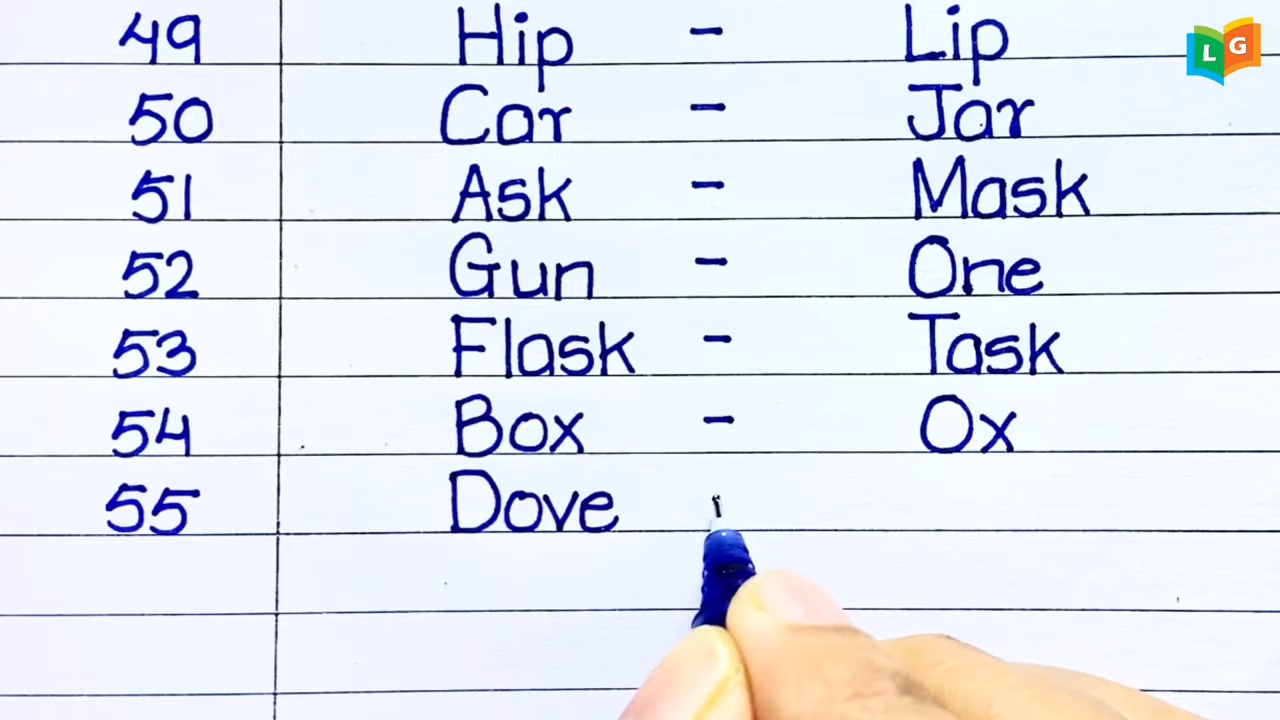 49 Hip - Lip
50 Car - Jar
51 Ask - Mask
52 Gun - One
53 Flask - Task
54 Box - Ox
55 Dove
LG